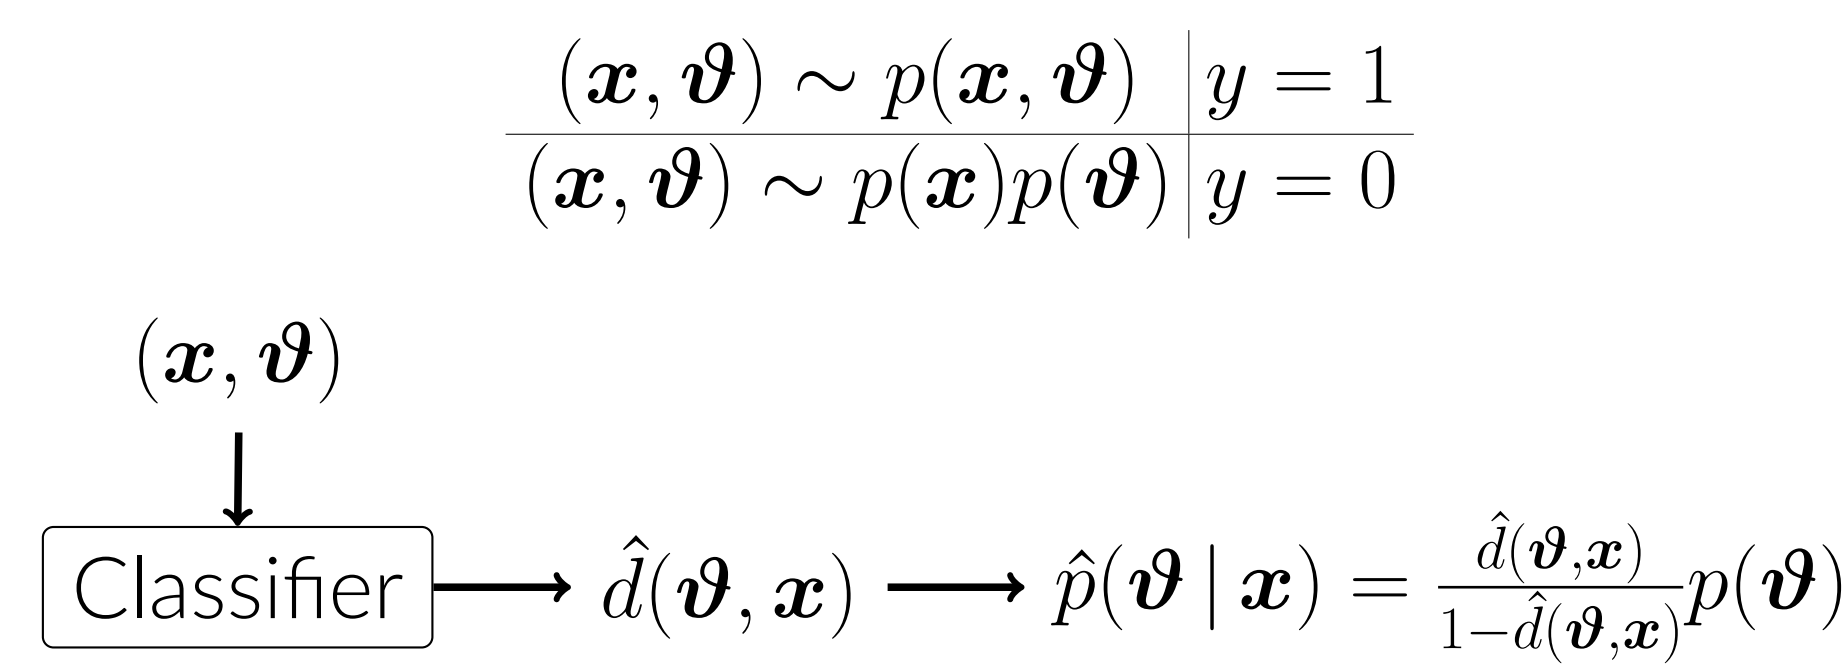 (𝒙, 𝝑) ∼ p(𝒙, 𝝑) | y = 1
(𝒙, 𝝑) ∼ p(𝒙)p(𝝑) | y = 0
(𝒙, 𝝑)
Classifier → d̂(𝝑, 𝒙) → p̂(𝝑 | 𝒙) = d̂(𝝑,𝒙) / 1−d̂(𝝑,𝒙) p(𝝑)